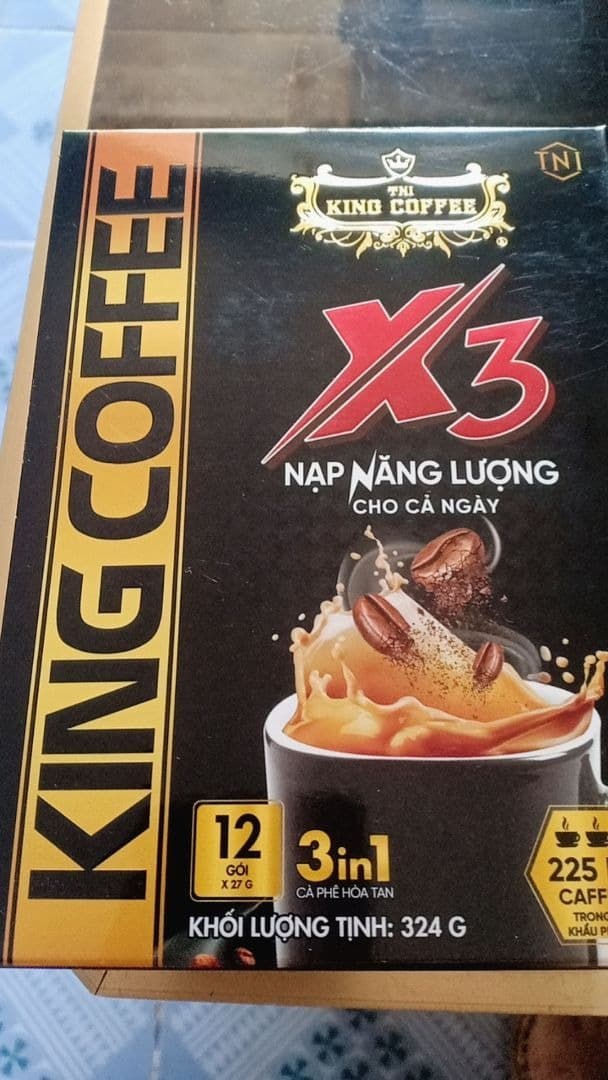 KING COFFEE
TNI
TNI
KING COFFEE
X3
NẠP NĂNG LƯỢNG
CHO CẢ NGÀY
12
GÓI
X 27 G
3in1
CÀ PHÊ HÒA TAN
KHỐI LƯỢNG TỊNH: 324 G
225
CAFF
TRONG
KHẨU P